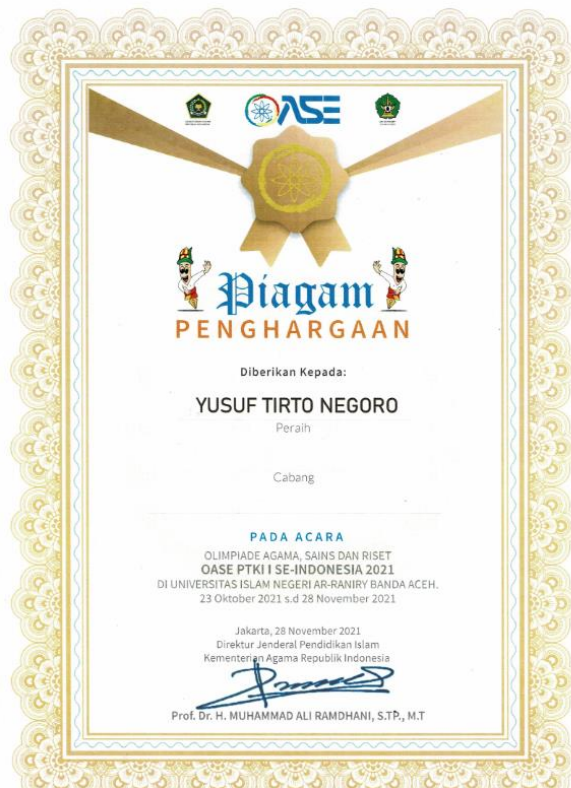 OASE
Piagam
PENGHARGAAN
Diberikan Kepada:
YUSUF TIRTO NEGORO
Peraih
Cabang
PADA ACARA
OLIMPIADE AGAMA, SAINS DAN RISET
OASE PTKI I SE-INDONESIA 2021
DI UNIVERSITAS ISLAM NEGERI AR-RANIRY BANDA ACEH.
23 Oktober 2021 s.d 28 November 2021
Jakarta, 28 November 2021
Direktur Jenderal Pendidikan Islam
Kementerian Agama Republik Indonesia
Prof. Dr. H. MUHAMMAD ALI RAMDHANI, S.TP., M.T